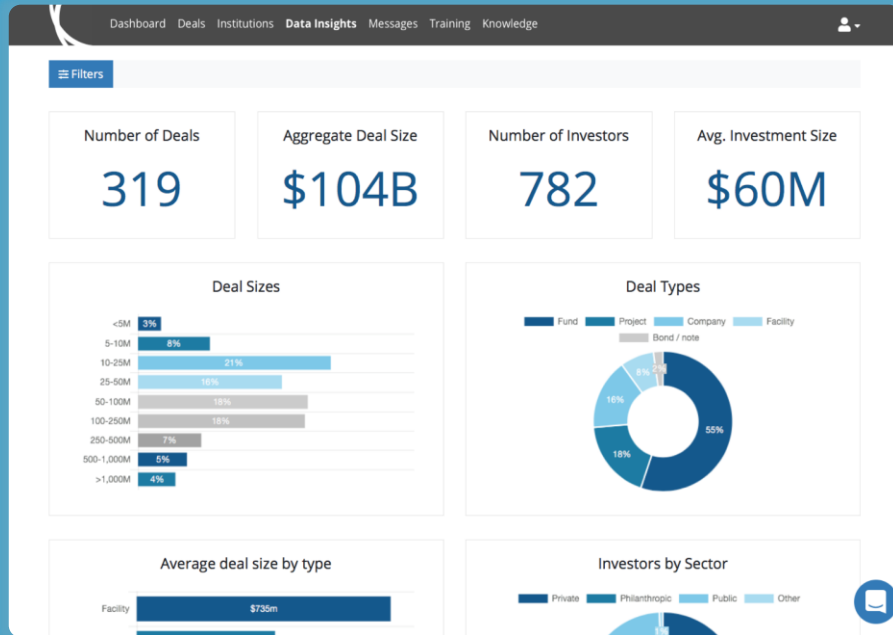 Dashboard Deals Institutions Data Insights Messages Training Knowledge
Filters
Number of Deals
319
Aggregate Deal Size
$104B
Number of Investors
782
Avg. Investment Size
$60M
Deal Sizes
<5M 3%
5-10M 8%
10-25M 21%
25-50M 16%
50-100M 18%
100-250M 18%
250-500M 7%
500-1,000M 5%
>1,000M 4%
Deal Types
Fund Project Company Facility
Bond / note
8% 2%
16%
55%
18%
Average deal size by type
Facility $735m
Investors by Sector
Private Philanthropic Public Other
1%